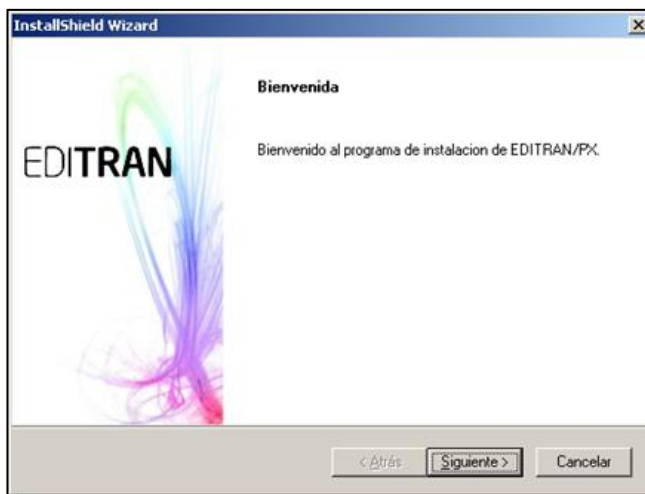 InstallShield Wizard
Bienvenida
Bienvenido al programa de instalacion de EDITRAN/PX.
EDITRAN
< Atrás
Siguiente >
Cancelar